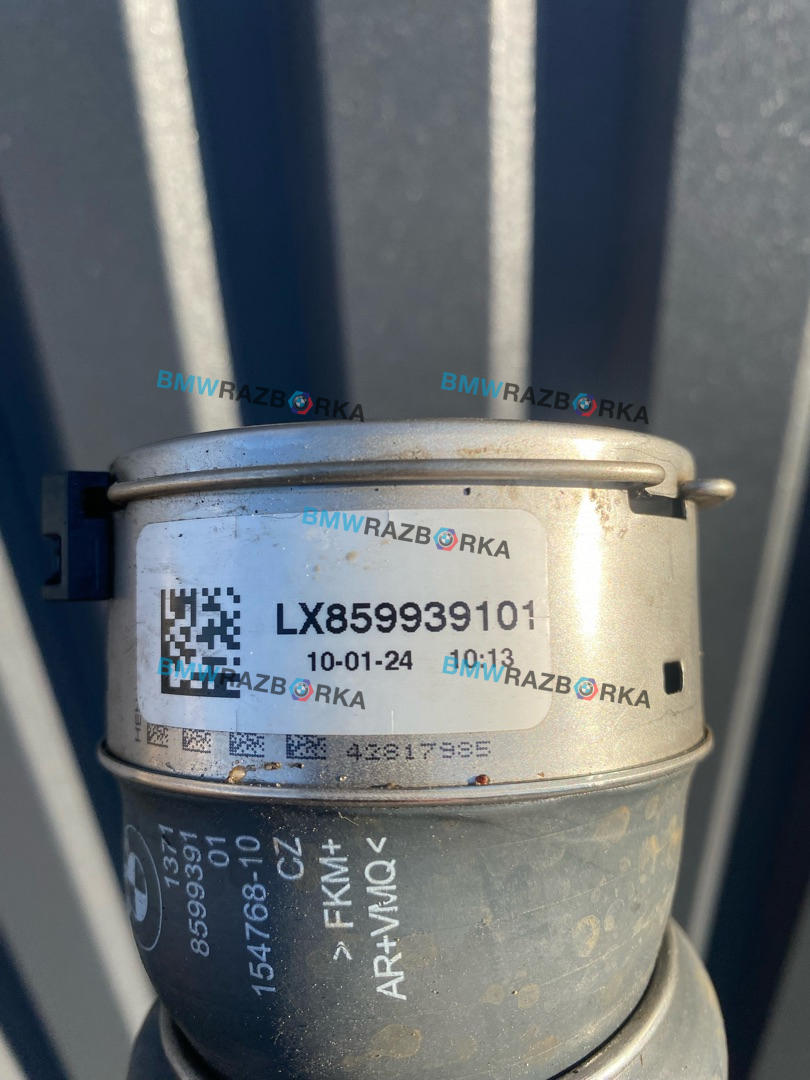 BMWRAZBORKA
BMWRAZBORKA
BMWRAZBORKA
LX859939101
10-01-24 10:13
BMWRAZBORKA
BMWRAZBORKA
42817985
1371
8599391
01
154768-10
CZ
>FKM+
AR+VMQ<